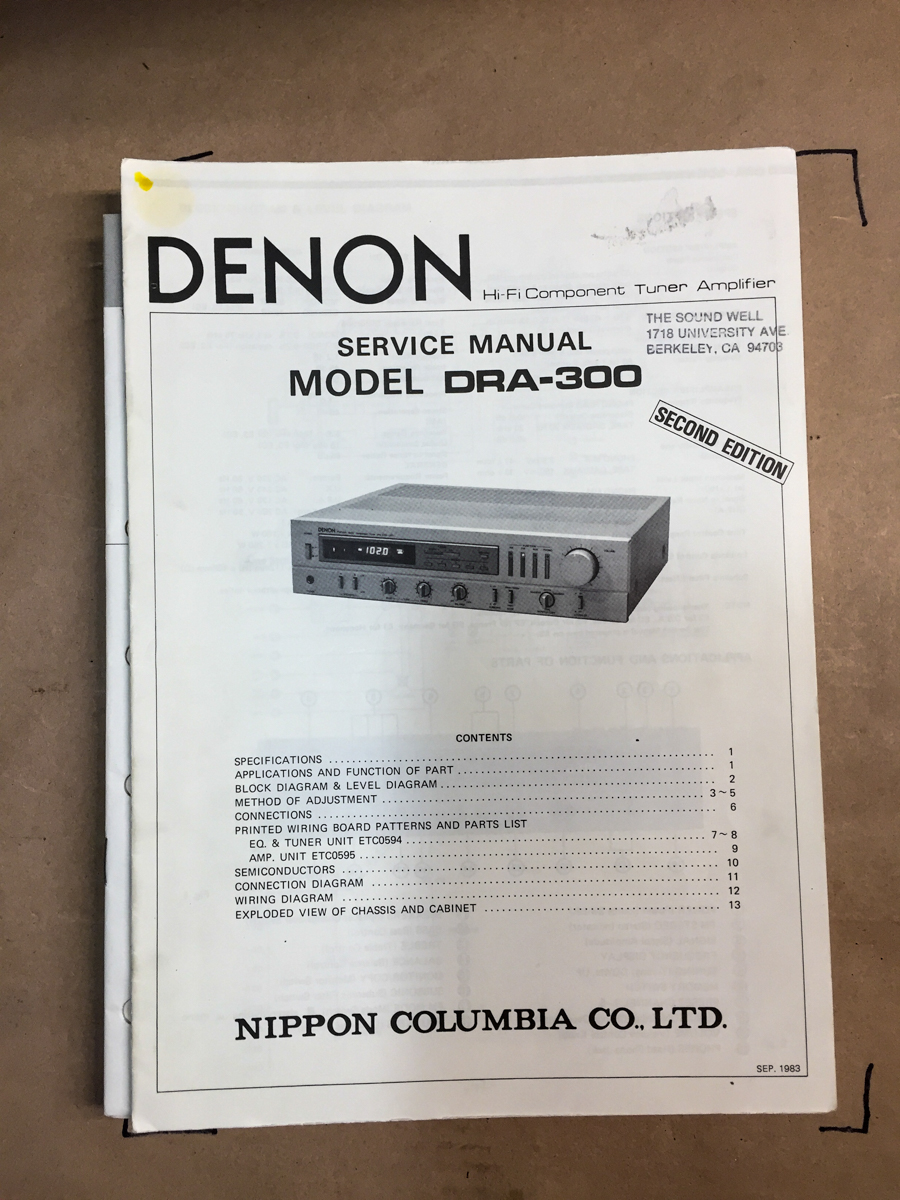 DENON
Hi-Fi Component Tuner Amplifier
THE SOUND WELL
1718 UNIVERSITY AVE
BERKELEY, CA 94703
SERVICE MANUAL
MODEL DRA-300
SECOND EDITION
DENON
102.0
CONTENTS
SPECIFICATIONS ........ 1
APPLICATIONS AND FUNCTION OF PART ........ 1
BLOCK DIAGRAM & LEVEL DIAGRAM ........ 2
METHOD OF ADJUSTMENT ........ 3~5
CONNECTIONS ........ 6
PRINTED WIRING BOARD PATTERNS AND PARTS LIST
EQ. & TUNER UNIT ETC0594 ........ 7~8
AMP. UNIT ETC0595 ........ 9
SEMICONDUCTORS ........ 10
CONNECTION DIAGRAM ........ 11
WIRING DIAGRAM ........ 12
EXPLODED VIEW OF CHASSIS AND CABINET ........ 13
NIPPON COLUMBIA CO., LTD.
SEP. 1983